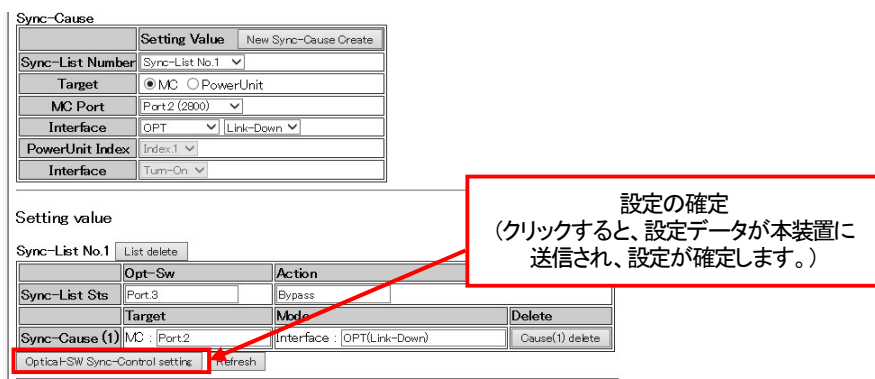 Sync-Cause
Setting Value New Sync-Cause Create
Sync-List Number Sync-List No.1
Target MC PowerUnit
MC Port Port.2 (2800)
Interface OPT Link-Down
PowerUnit Index Index.1
Interface Turn-On
設定の確定
(クリックすると、設定データが本装置に
送信され、設定が確定します。)
Setting value
Sync-List No.1 List delete
Opt-Sw Action
Sync-List Sts Port.3 Bypass
Target Mode Delete
Sync-Cause (1) MC : Port.2 Interface : OPT(Link-Down) Cause(1) delete
Optical-SW Sync-Control setting Refresh